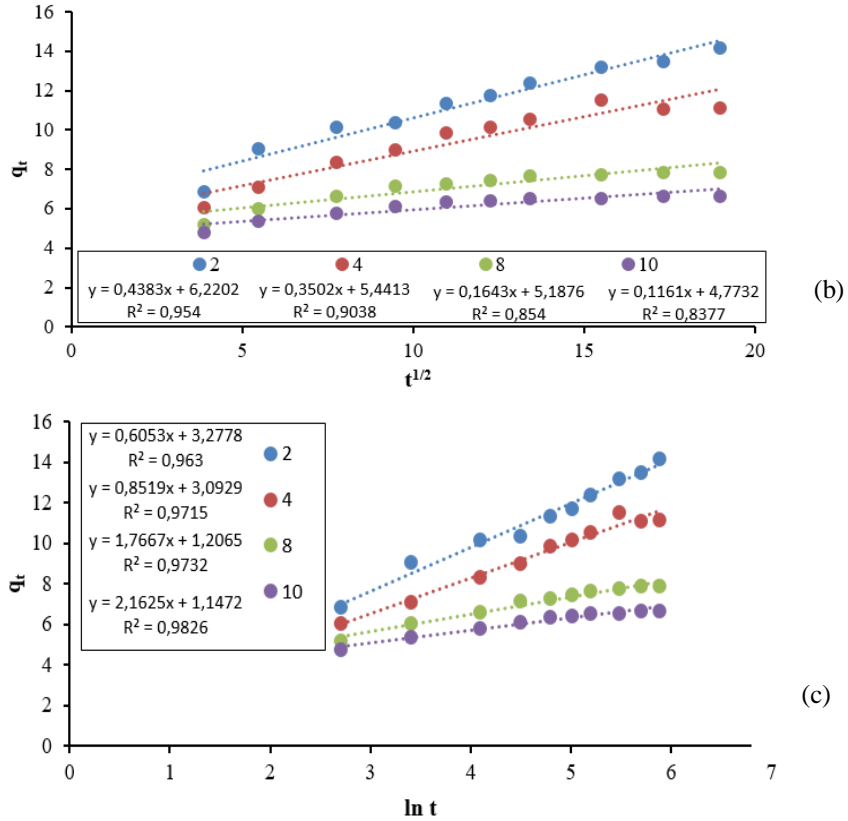 16
14
12
10
8
6
4
2
0
q_t
2 4 8 10
y = 0,4383x + 6,2202 y = 0,3502x + 5,4413 y = 0,1643x + 5,1876 y = 0,1161x + 4,7732
R² = 0,954 R² = 0,9038 R² = 0,854 R² = 0,8377
0 5 10 15 20
t^1/2
(b)
16
14
12
10
8
6
4
2
0
q_t
y = 0,6053x + 3,2778
R² = 0,963
2
y = 0,8519x + 3,0929
R² = 0,9715
4
y = 1,7667x + 1,2065
R² = 0,9732
8
y = 2,1625x + 1,1472
R² = 0,9826
10
0 1 2 3 4 5 6 7
ln t
(c)